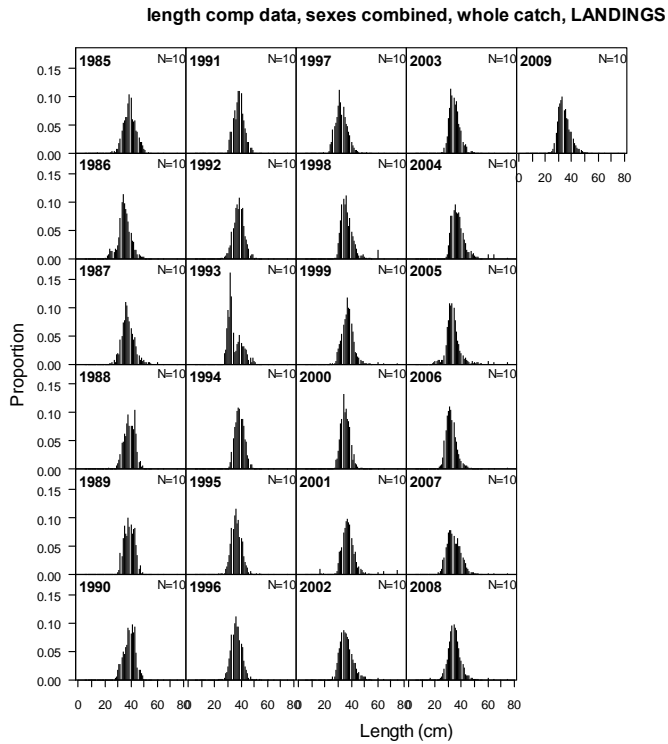 length comp data, sexes combined, whole catch, LANDINGS
1985 N=10 1991 N=10 1997 N=10 2003 N=10 2009 N=10
0.15
0.10
0.05
0.00
0 20 40 60 80
1986 N=10 1992 N=10 1998 N=10 2004 N=10
0.15
0.10
0.05
0.00
1987 N=10 1993 N=10 1999 N=10 2005 N=10
0.15
0.10
0.05
0.00
1988 N=10 1994 N=10 2000 N=10 2006 N=10
0.15
0.10
0.05
0.00
1989 N=10 1995 N=10 2001 N=10 2007 N=10
0.15
0.10
0.05
0.00
1990 N=10 1996 N=10 2002 N=10 2008 N=10
0.15
0.10
0.05
0.00
0 20 40 60 80 0 20 40 60 80 0 20 40 60 80 0 20 40 60 80
Proportion
Length (cm)